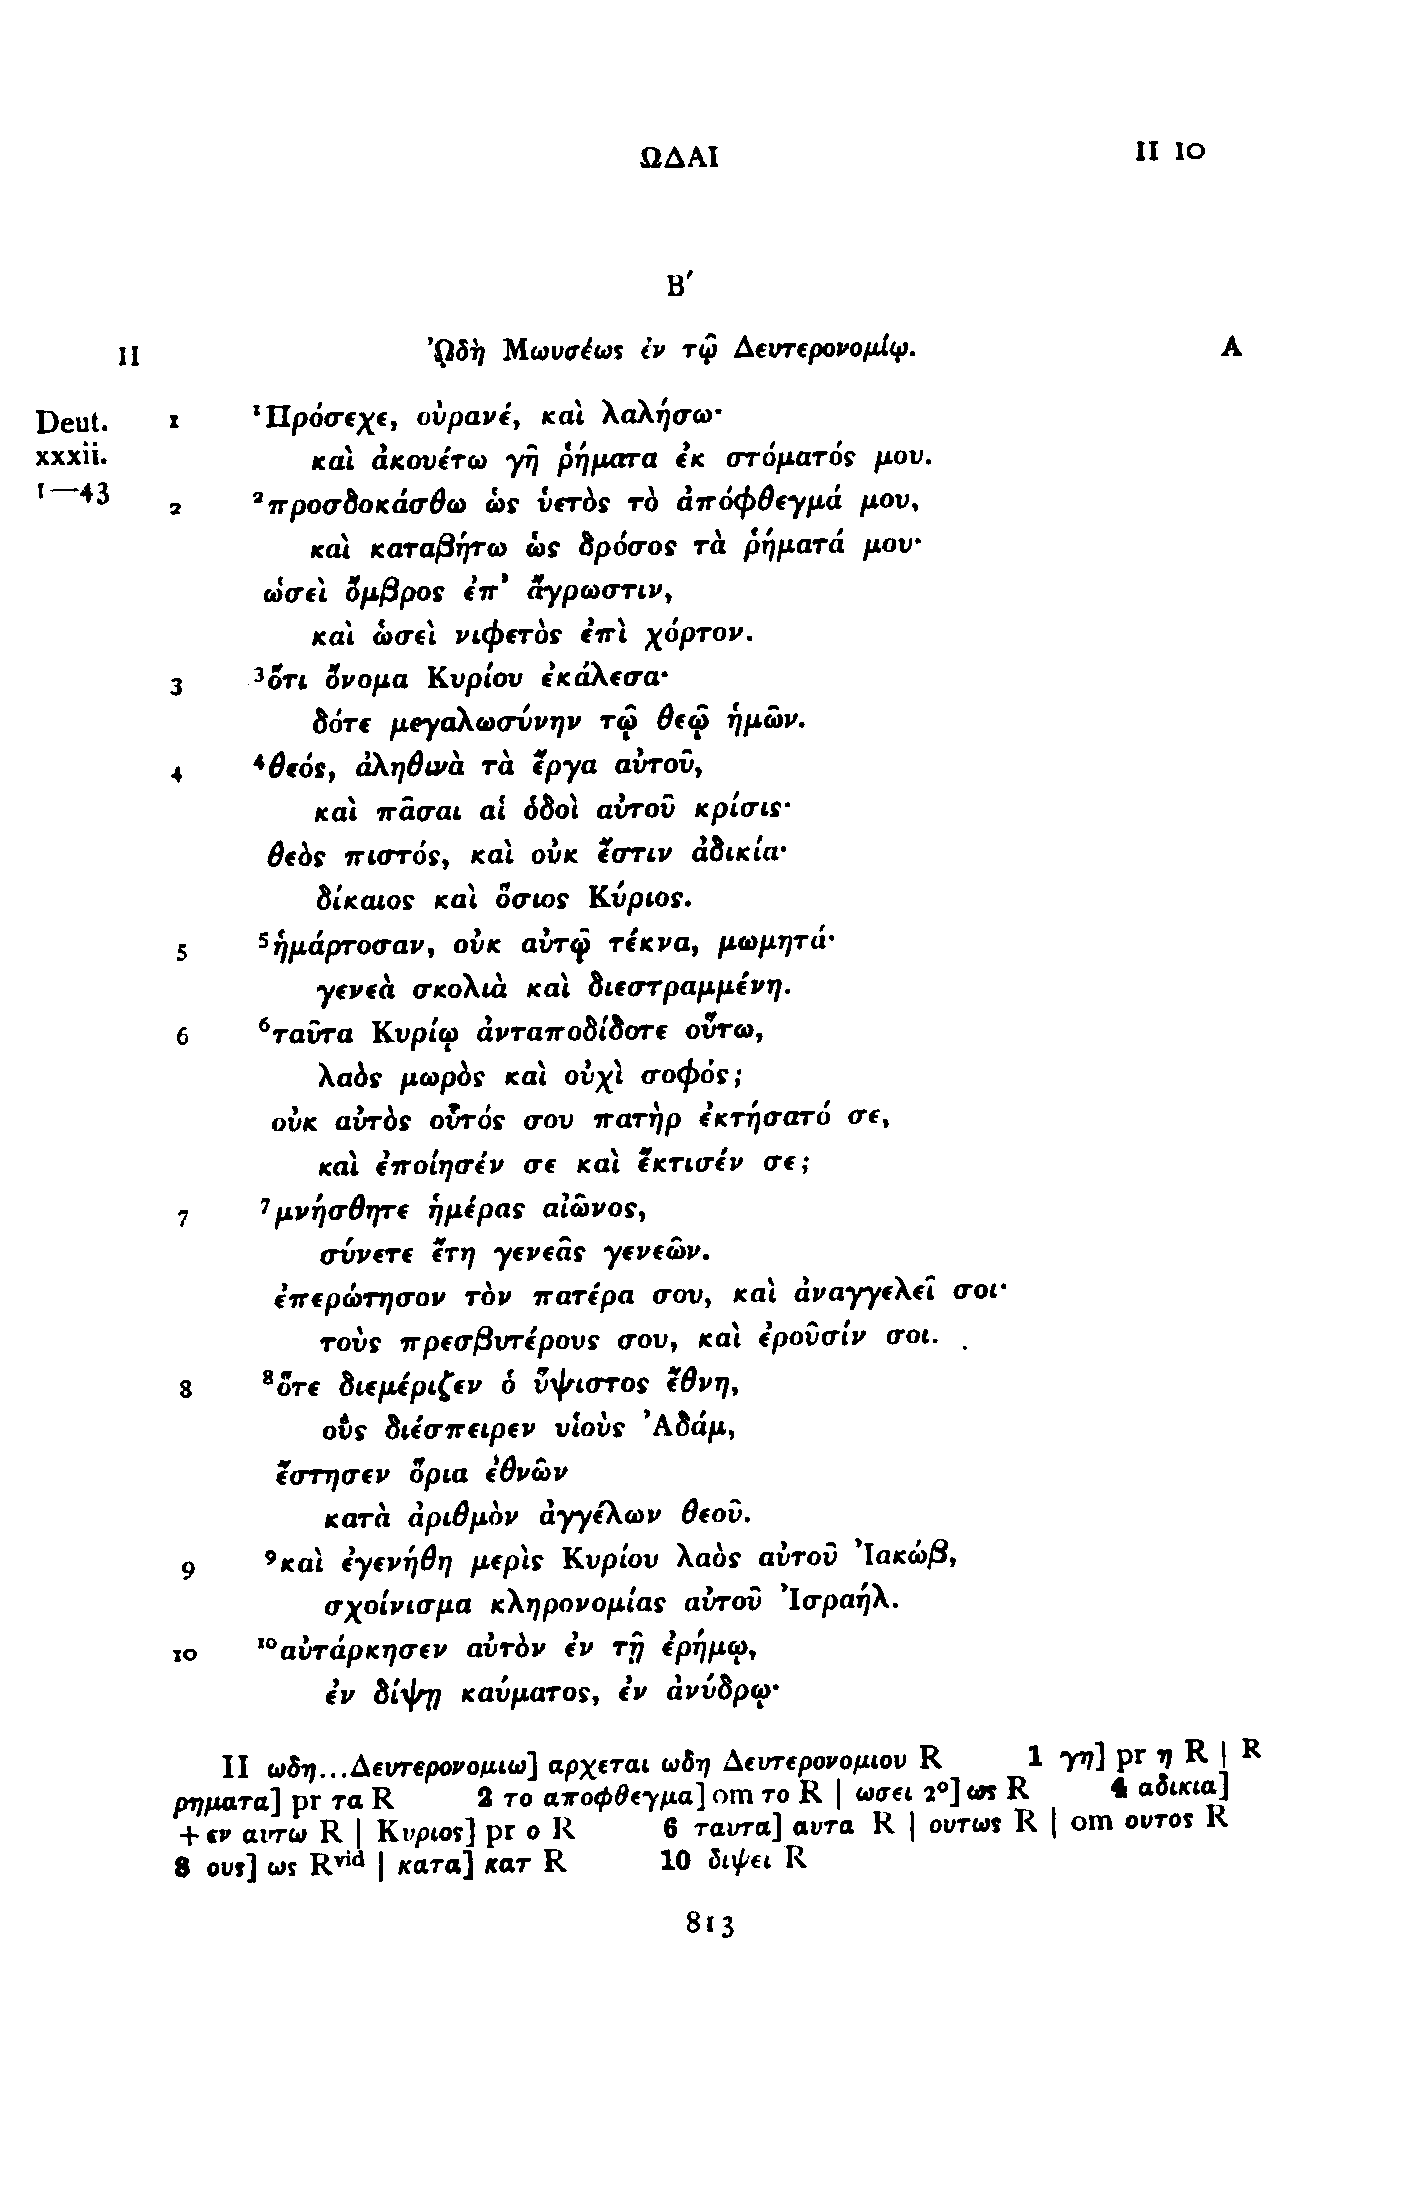 ΩΔΑΙ II 10
Β′
II Ὠδὴ Μωυσέως ἐν τῷ Δευτερονομίῳ. A
Deut. 1 ¹Πρόσεχε, οὐρανέ, καὶ λαλήσω·
xxxii. καὶ ἀκουέτω γῆ ῥήματα ἐκ στόματός μου.
1—43 2 ²προσδοκάσθω ὡς ὑετὸς τὸ ἀπόφθεγμά μου,
καὶ καταβήτω ὡς δρόσος τὰ ῥήματά μου·
ὡσεὶ ὄμβρος ἐπ’ ἄγρωστιν,
καὶ ὡσεὶ νιφετὸς ἐπὶ χόρτον.
3 ³ὅτι ὄνομα Κυρίου ἐκάλεσα·
δότε μεγαλωσύνην τῷ θεῷ ἡμῶν.
4 ⁴θεός, ἀληθινὰ τὰ ἔργα αὐτοῦ,
καὶ πᾶσαι αἱ ὁδοὶ αὐτοῦ κρίσις·
θεὸς πιστός, καὶ οὐκ ἔστιν ἀδικία·
δίκαιος καὶ ὅσιος Κύριος.
5 ⁵ἡμάρτοσαν, οὐκ αὐτῷ τέκνα, μωμητά·
γενεὰ σκολιὰ καὶ διεστραμμένη.
6 ⁶ταῦτα Κυρίῳ ἀνταποδίδοτε οὕτω,
λαὸς μωρὸς καὶ οὐχὶ σοφός;
οὐκ αὐτὸς οὗτός σου πατὴρ ἐκτήσατό σε,
καὶ ἐποίησέν σε καὶ ἔκτισέν σε;
7 ⁷μνήσθητε ἡμέρας αἰῶνος,
σύνετε ἔτη γενεᾶς γενεῶν.
ἐπερώτησον τὸν πατέρα σου, καὶ ἀναγγελεῖ σοι·
τοὺς πρεσβυτέρους σου, καὶ ἐροῦσίν σοι.
8 ⁸ὅτε διεμέριζεν ὁ ὕψιστος ἔθνη,
οὓς διέσπειρεν υἱοὺς Ἀδάμ,
ἔστησεν ὅρια ἐθνῶν
κατὰ ἀριθμὸν ἀγγέλων θεοῦ.
9 ⁹καὶ ἐγενήθη μερὶς Κυρίου λαὸς αὐτοῦ Ἰακώβ,
σχοίνισμα κληρονομίας αὐτοῦ Ἰσραήλ.
10 ¹⁰αὐτάρκησεν αὐτὸν ἐν τῇ ἐρήμῳ,
ἐν δίψῃ καύματος, ἐν ἀνύδρῳ·
II ωδη...Δευτερονομιω] αρχεται ωδη Δευτερονομιου R 1 γη] pr η R | R
ρηματα] pr τα R 2 το αποφθεγμα] om το R | ωσει 2°] ως R 4 αδικια]
+ εν αυτω R | Κυριος] pr ο R 6 ταυτα] αυτα R | ουτως R | om ουτος R
8 ους] ως Rvid | κατα] κατ R 10 διψει R
813